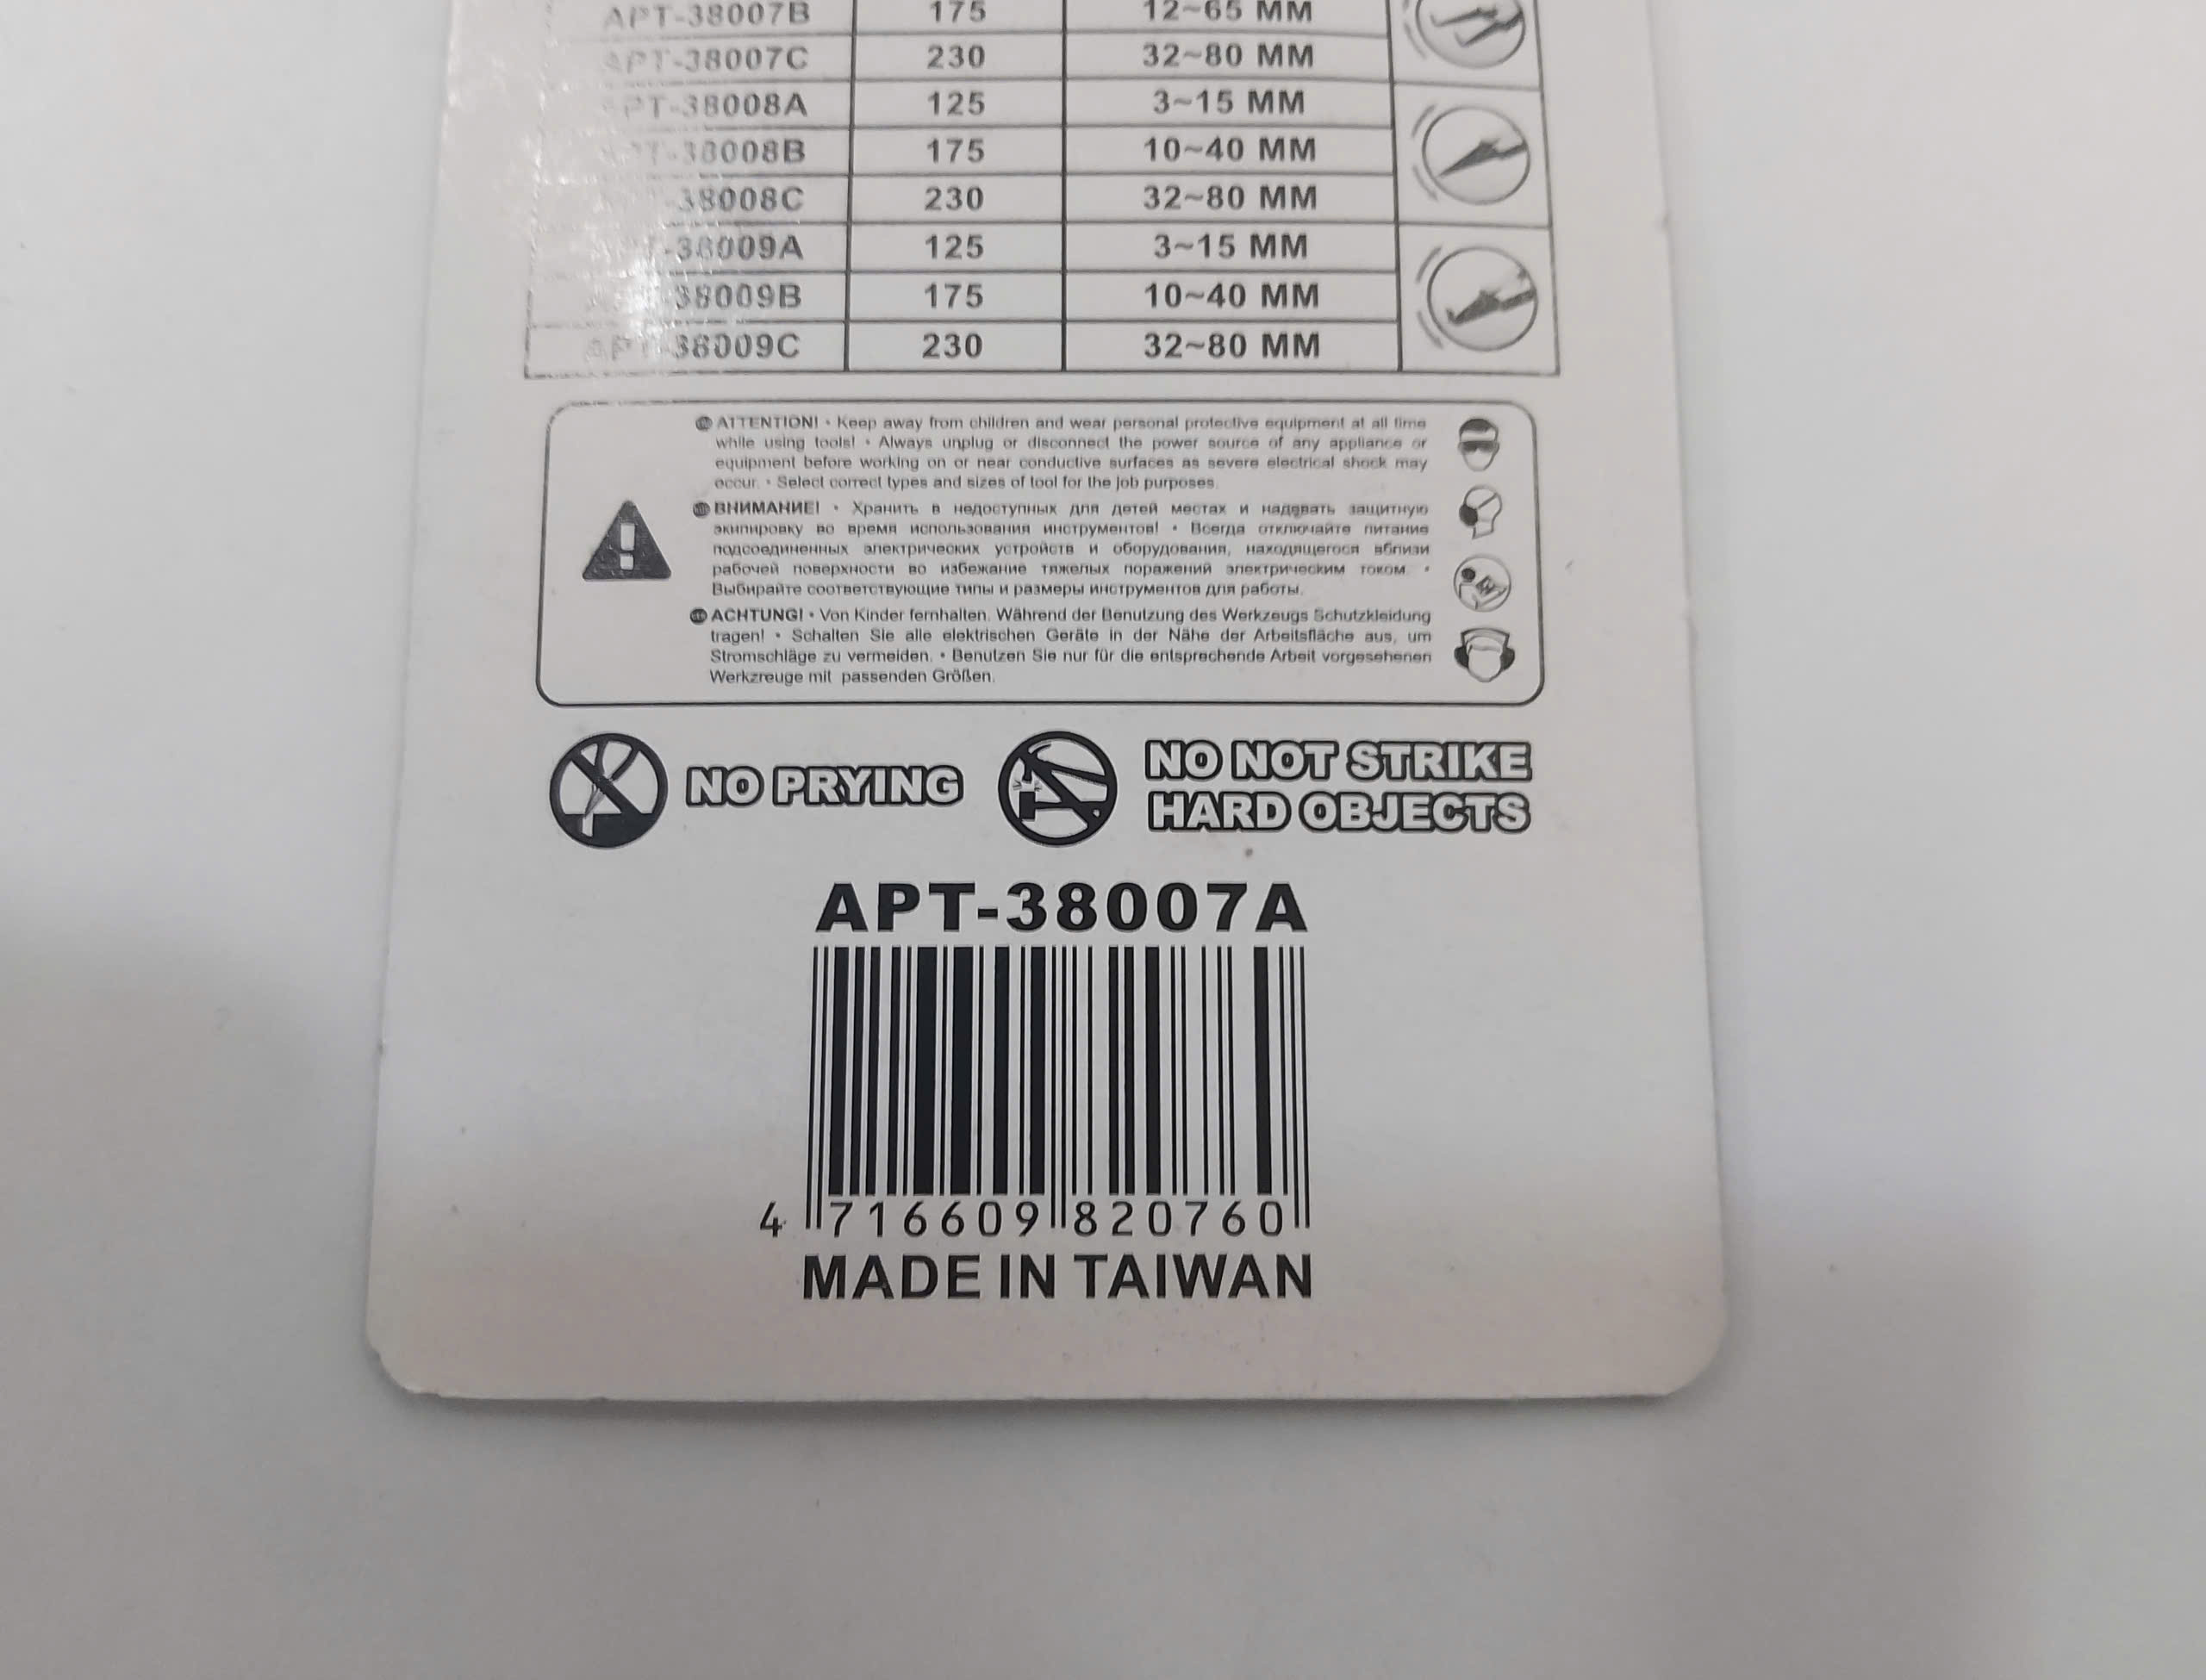 APT-38007B 175 12~65 MM
APT-38007C 230 32~80 MM
APT-38008A 125 3~15 MM
-38008B 175 10~40 MM
38008C 230 32~80 MM
-38009A 125 3~15 MM
38009B 175 10~40 MM
APT-38009C 230 32~80 MM
ATTENTION! • Keep away from children and wear personal protective equipment at all time
while using tools! • Always unplug or disconnect the power source of any appliance or
equipment before working on or near conductive surfaces as severe electrical shock may
occur. • Select correct types and sizes of tool for the job purposes.
ВНИМАНИЕ! • Хранить в недоступных для детей местах и надевать защитную
экипировку во время использования инструментов! • Всегда отключайте питание
подсоединенных электрических устройств и оборудования, находящегося вблизи
рабочей поверхности во избежание тяжелых поражений электрическим током. •
Выбирайте соответствующие типы и размеры инструментов для работы.
ACHTUNG! • Von Kinder fernhalten. Während der Benutzung des Werkzeugs Schutzkleidung
tragen! • Schalten Sie alle elektrischen Geräte in der Nähe der Arbeitsfläche aus, um
Stromschläge zu vermeiden. • Benutzen Sie nur für die entsprechende Arbeit vorgesehenen
Werkzreuge mit passenden Größen.
NO PRYING
NO NOT STRIKE
HARD OBJECTS
APT-38007A
4 716609 820760
MADE IN TAIWAN